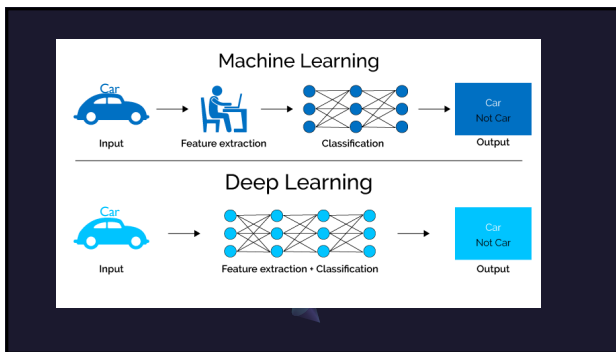 Machine Learning
Car
Car
Not Car
Input
Feature extraction
Classification
Output
Deep Learning
Car
Car
Not Car
Input
Feature extraction + Classification
Output